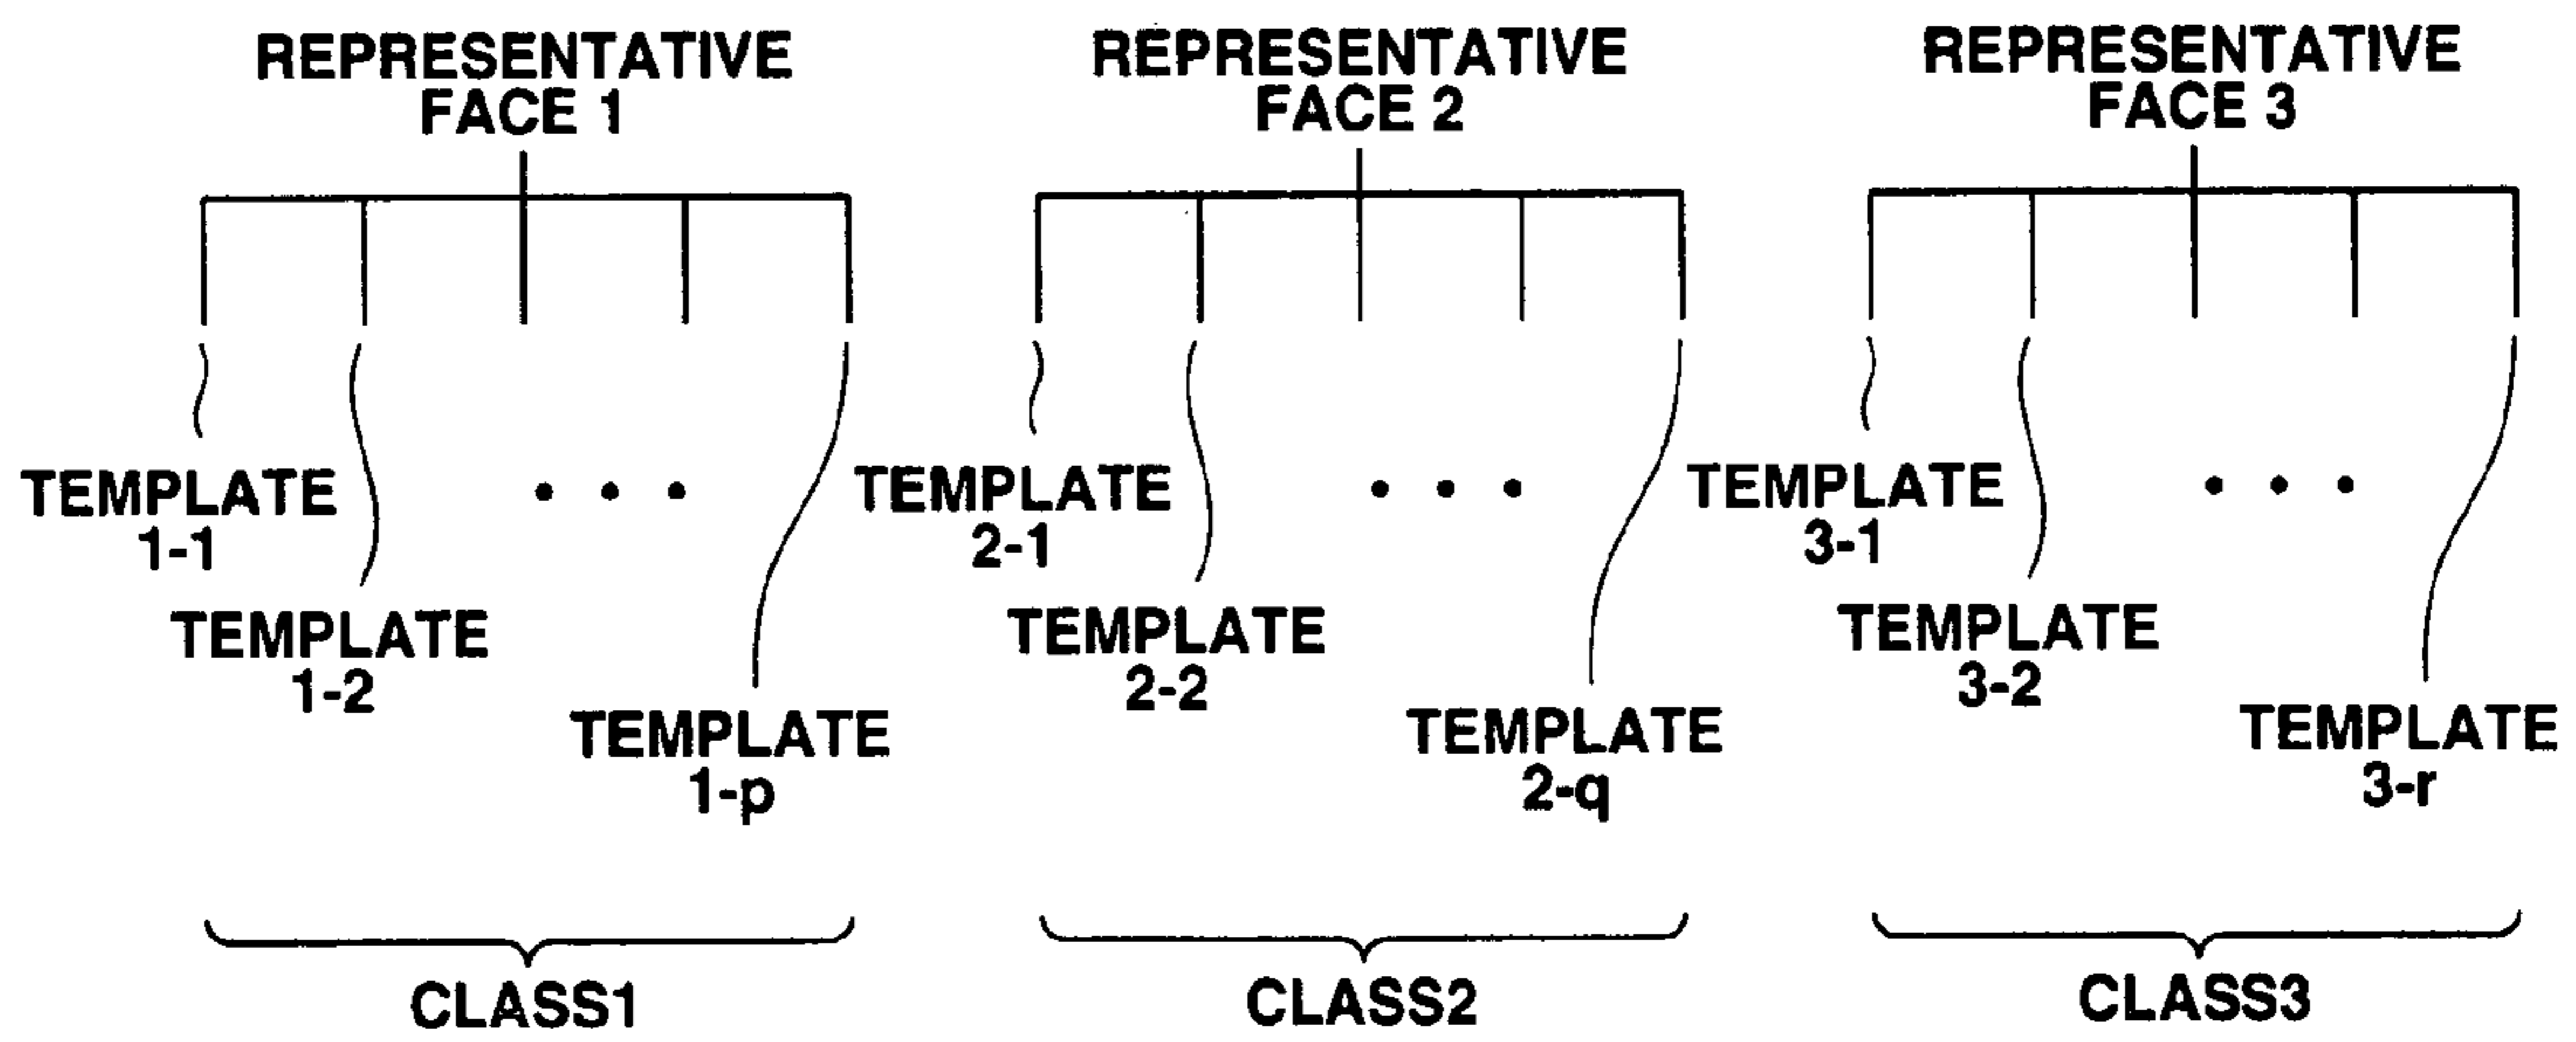 REPRESENTATIVE
FACE 1
REPRESENTATIVE
FACE 2
REPRESENTATIVE
FACE 3
TEMPLATE
1-1
TEMPLATE
1-2
• • •
TEMPLATE
1-p
TEMPLATE
2-1
TEMPLATE
2-2
• • •
TEMPLATE
2-q
TEMPLATE
3-1
TEMPLATE
3-2
• • •
TEMPLATE
3-r
CLASS1
CLASS2
CLASS3